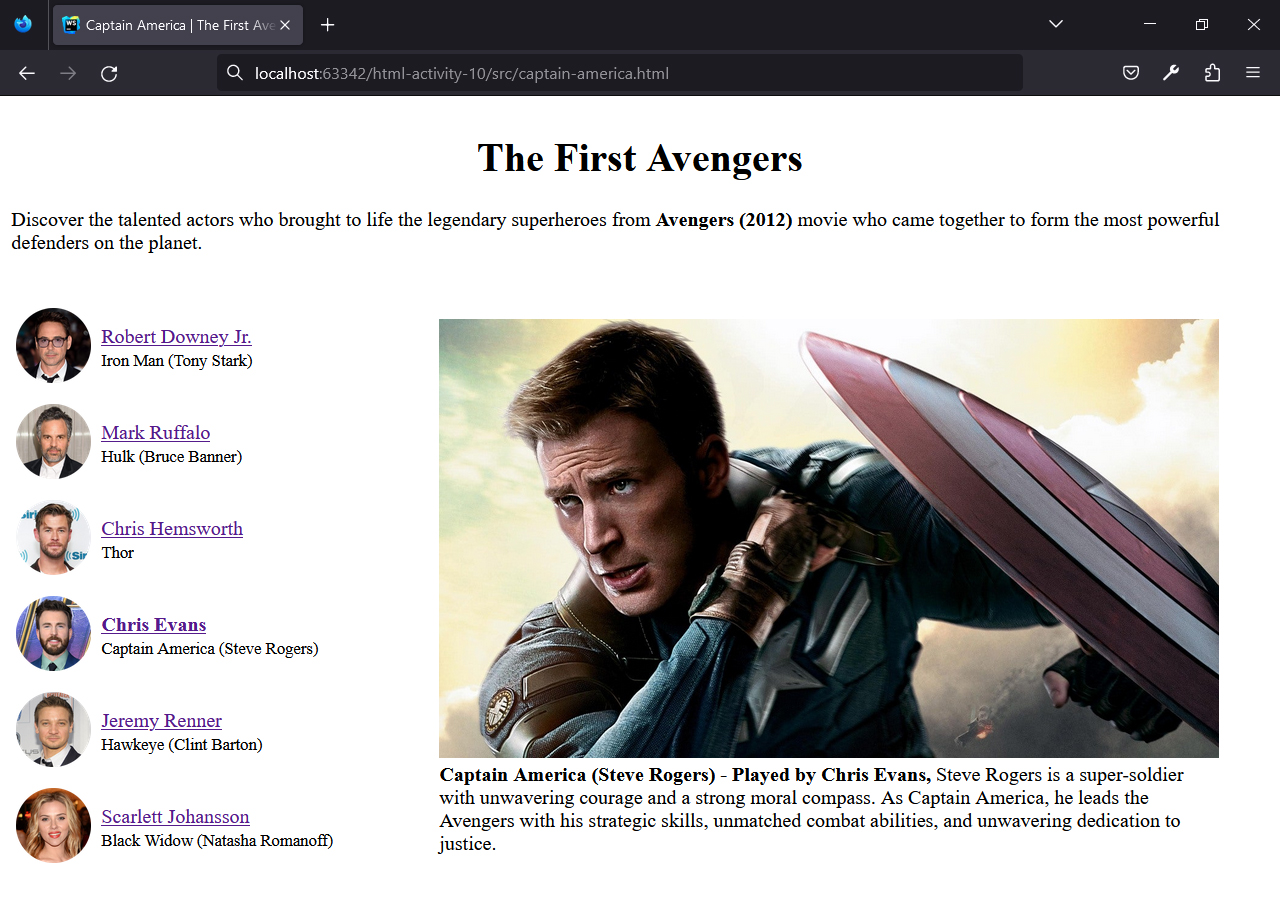 Captain America | The First Ave
localhost:63342/html-activity-10/src/captain-america.html
The First Avengers
Discover the talented actors who brought to life the legendary superheroes from Avengers (2012) movie who came together to form the most powerful
defenders on the planet.
Robert Downey Jr.
Iron Man (Tony Stark)
Mark Ruffalo
Hulk (Bruce Banner)
Chris Hemsworth
Thor
Chris Evans
Captain America (Steve Rogers)
Jeremy Renner
Hawkeye (Clint Barton)
Scarlett Johansson
Black Widow (Natasha Romanoff)
Captain America (Steve Rogers) - Played by Chris Evans, Steve Rogers is a super-soldier
with unwavering courage and a strong moral compass. As Captain America, he leads the
Avengers with his strategic skills, unmatched combat abilities, and unwavering dedication to
justice.